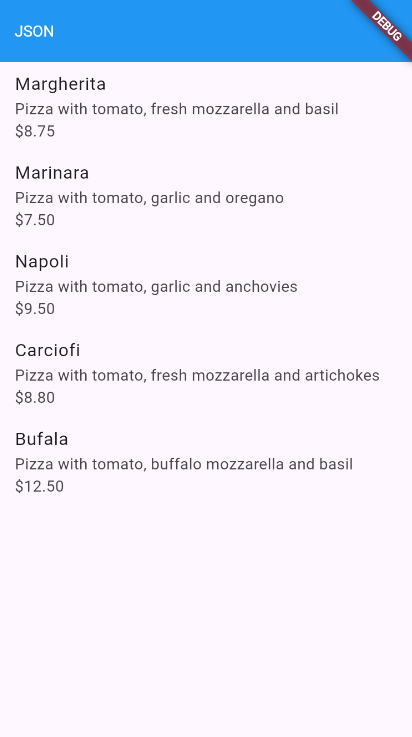 JSON
DEBUG
Margherita
Pizza with tomato, fresh mozzarella and basil
$8.75
Marinara
Pizza with tomato, garlic and oregano
$7.50
Napoli
Pizza with tomato, garlic and anchovies
$9.50
Carciofi
Pizza with tomato, fresh mozzarella and artichokes
$8.80
Bufala
Pizza with tomato, buffalo mozzarella and basil
$12.50